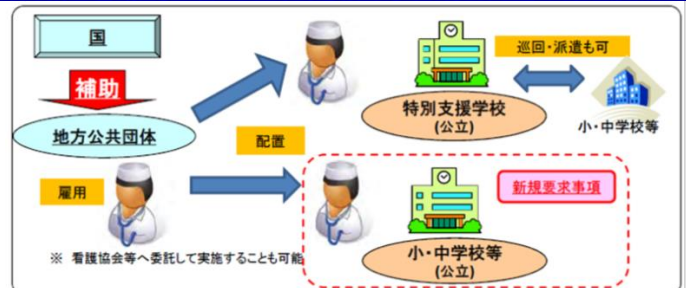 国
補助
地方公共団体
雇用
配置
※ 看護協会等へ委託して実施することも可能
特別支援学校
(公立)
巡回・派遣も可
小・中学校等
新規要求事項
小・中学校等
(公立)